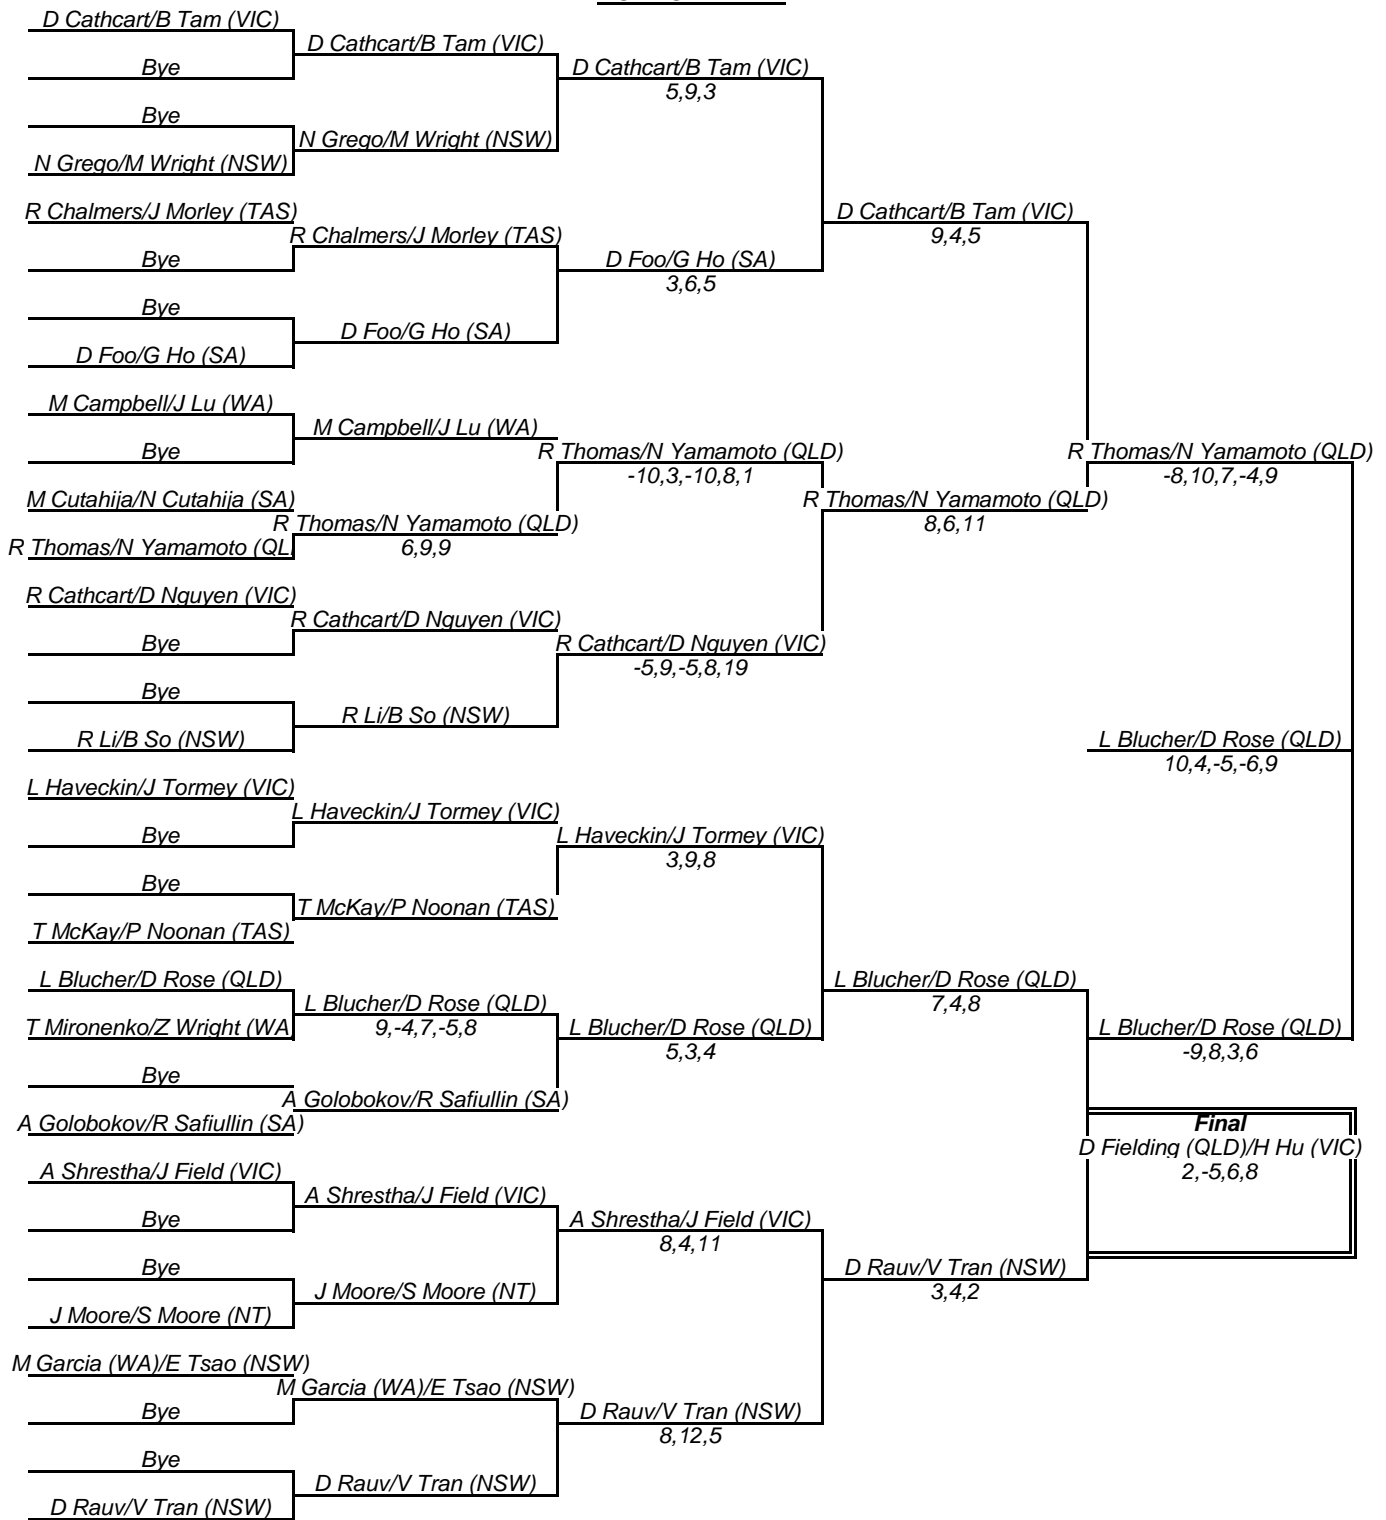 D Cathcart/B Tam (VIC)
Bye
Bye
N Grego/M Wright (NSW)
R Chalmers/J Morley (TAS)
Bye
Bye
D Foo/G Ho (SA)
M Campbell/J Lu (WA)
Bye
M Cutahija/N Cutahija (SA)
R Thomas/N Yamamoto (QL
R Cathcart/D Nguyen (VIC)
Bye
Bye
R Li/B So (NSW)
L Haveckin/J Tormey (VIC)
Bye
Bye
T McKay/P Noonan (TAS)
L Blucher/D Rose (QLD)
T Mironenko/Z Wright (WA
Bye
A Golobokov/R Safiullin (SA)
A Shrestha/J Field (VIC)
Bye
Bye
J Moore/S Moore (NT)
M Garcia (WA)/E Tsao (NSW)
Bye
Bye
D Rauv/V Tran (NSW)
D Cathcart/B Tam (VIC)
N Grego/M Wright (NSW)
R Chalmers/J Morley (TAS)
D Foo/G Ho (SA)
M Campbell/J Lu (WA)
R Thomas/N Yamamoto (QLD)
6,9,9
R Cathcart/D Nguyen (VIC)
R Li/B So (NSW)
L Haveckin/J Tormey (VIC)
T McKay/P Noonan (TAS)
L Blucher/D Rose (QLD)
9,-4,7,-5,8
A Golobokov/R Safiullin (SA)
A Shrestha/J Field (VIC)
J Moore/S Moore (NT)
M Garcia (WA)/E Tsao (NSW)
D Rauv/V Tran (NSW)
D Cathcart/B Tam (VIC)
5,9,3
D Foo/G Ho (SA)
3,6,5
R Thomas/N Yamamoto (QLD)
-10,3,-10,8,1
R Cathcart/D Nguyen (VIC)
-5,9,-5,8,19
L Haveckin/J Tormey (VIC)
3,9,8
L Blucher/D Rose (QLD)
5,3,4
A Shrestha/J Field (VIC)
8,4,11
D Rauv/V Tran (NSW)
8,12,5
D Cathcart/B Tam (VIC)
9,4,5
R Thomas/N Yamamoto (QLD)
8,6,11
L Blucher/D Rose (QLD)
7,4,8
D Rauv/V Tran (NSW)
3,4,2
R Thomas/N Yamamoto (QLD)
-8,10,7,-4,9
L Blucher/D Rose (QLD)
10,4,-5,-6,9
L Blucher/D Rose (QLD)
-9,8,3,6
Final
D Fielding (QLD)/H Hu (VIC)
2,-5,6,8